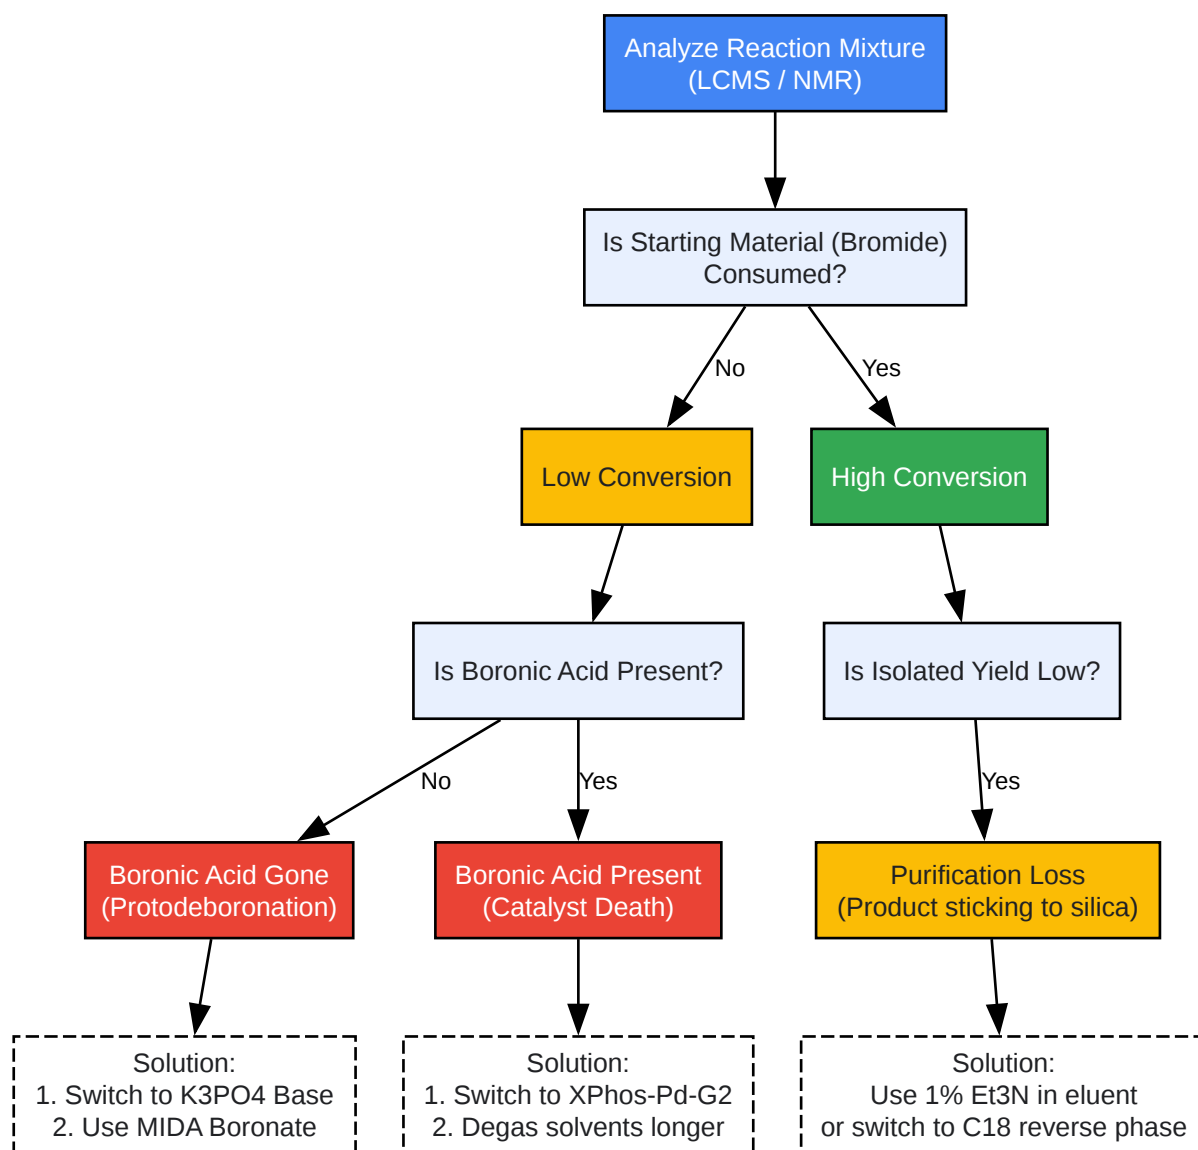 Analyze Reaction Mixture
(LCMS / NMR)
Is Starting Material (Bromide)
Consumed?
No
Yes
Low Conversion
High Conversion
Is Boronic Acid Present?
Is Isolated Yield Low?
No
Yes
Yes
Boronic Acid Gone
(Protodeboronation)
Boronic Acid Present
(Catalyst Death)
Purification Loss
(Product sticking to silica)
Solution:
1. Switch to K3PO4 Base
2. Use MIDA Boronate
Solution:
1. Switch to XPhos-Pd-G2
2. Degas solvents longer
Solution:
Use 1% Et3N in eluent
or switch to C18 reverse phase